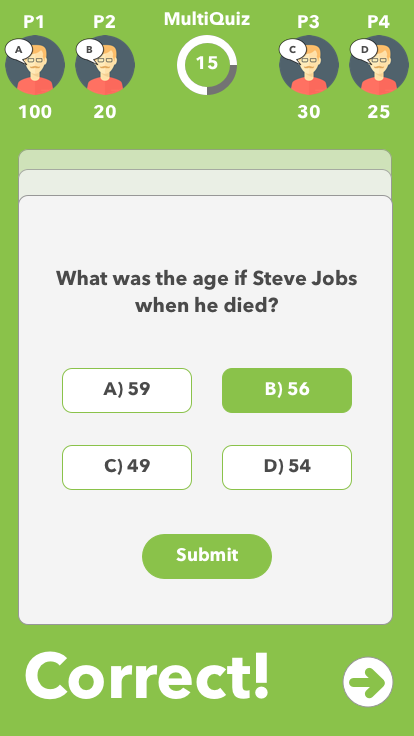 P1
P2
MultiQuiz
P3
P4
A
B
15
C
D
100
20
30
25
What was the age if Steve Jobs
when he died?
A) 59
B) 56
C) 49
D) 54
Submit
Correct!